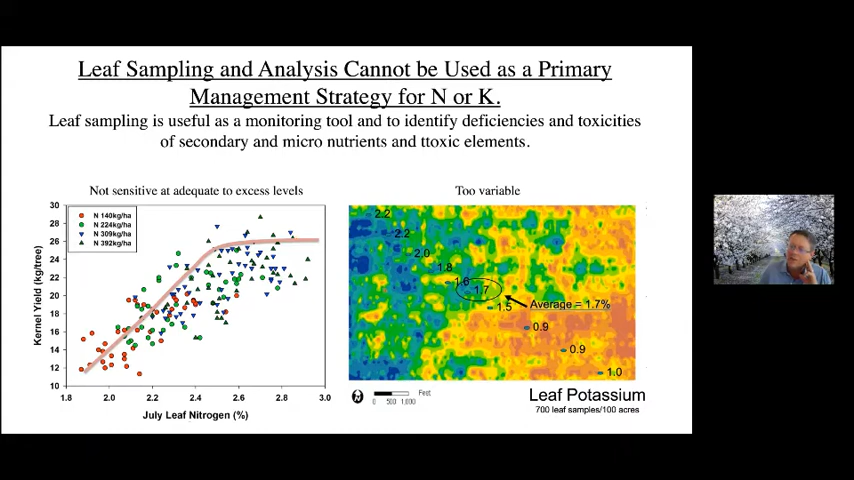 Leaf Sampling and Analysis Cannot be Used as a Primary
Management Strategy for N or K.
Leaf sampling is useful as a monitoring tool and to identify deficiencies and toxicities
of secondary and micro nutrients and ttoxic elements.
Not sensitive at adequate to excess levels
30
28
26
24
22
20
18
16
14
12
10
Kernel Yield (kg/tree)
N 140kg/ha
N 224kg/ha
N 309kg/ha
N 392kg/ha
1.8
2.0
2.2
2.4
2.6
2.8
3.0
July Leaf Nitrogen (%)
Too variable
2.2
2.2
2.0
1.8
1.6
1.7
1.5
Average = 1.7%
0.9
0.9
1.0
Feet
0 500 1,000
Leaf Potassium
700 leaf samples/100 acres